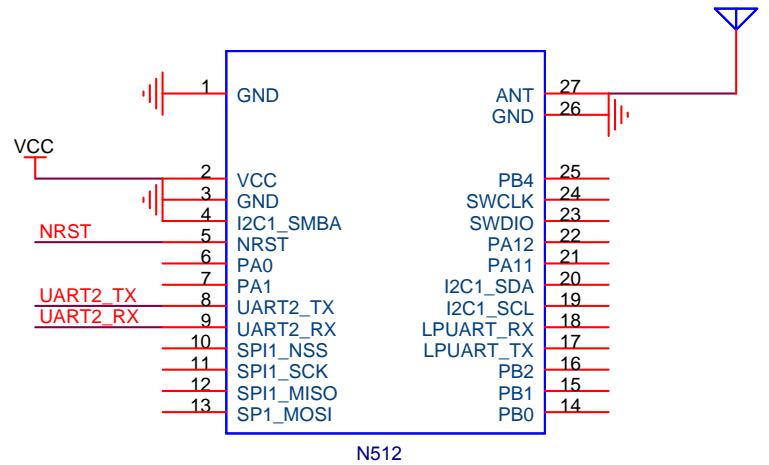 1 GND
ANT 27
GND 26
VCC
2 VCC
3 GND
4 I2C1_SMBA
NRST 5 NRST
6 PA0
7 PA1
UART2_TX 8 UART2_TX
UART2_RX 9 UART2_RX
10 SPI1_NSS
11 SPI1_SCK
12 SPI1_MISO
13 SP1_MOSI
PB4 25
SWCLK 24
SWDIO 23
PA12 22
PA11 21
I2C1_SDA 20
I2C1_SCL 19
LPUART_RX 18
LPUART_TX 17
PB2 16
PB1 15
PB0 14
N512